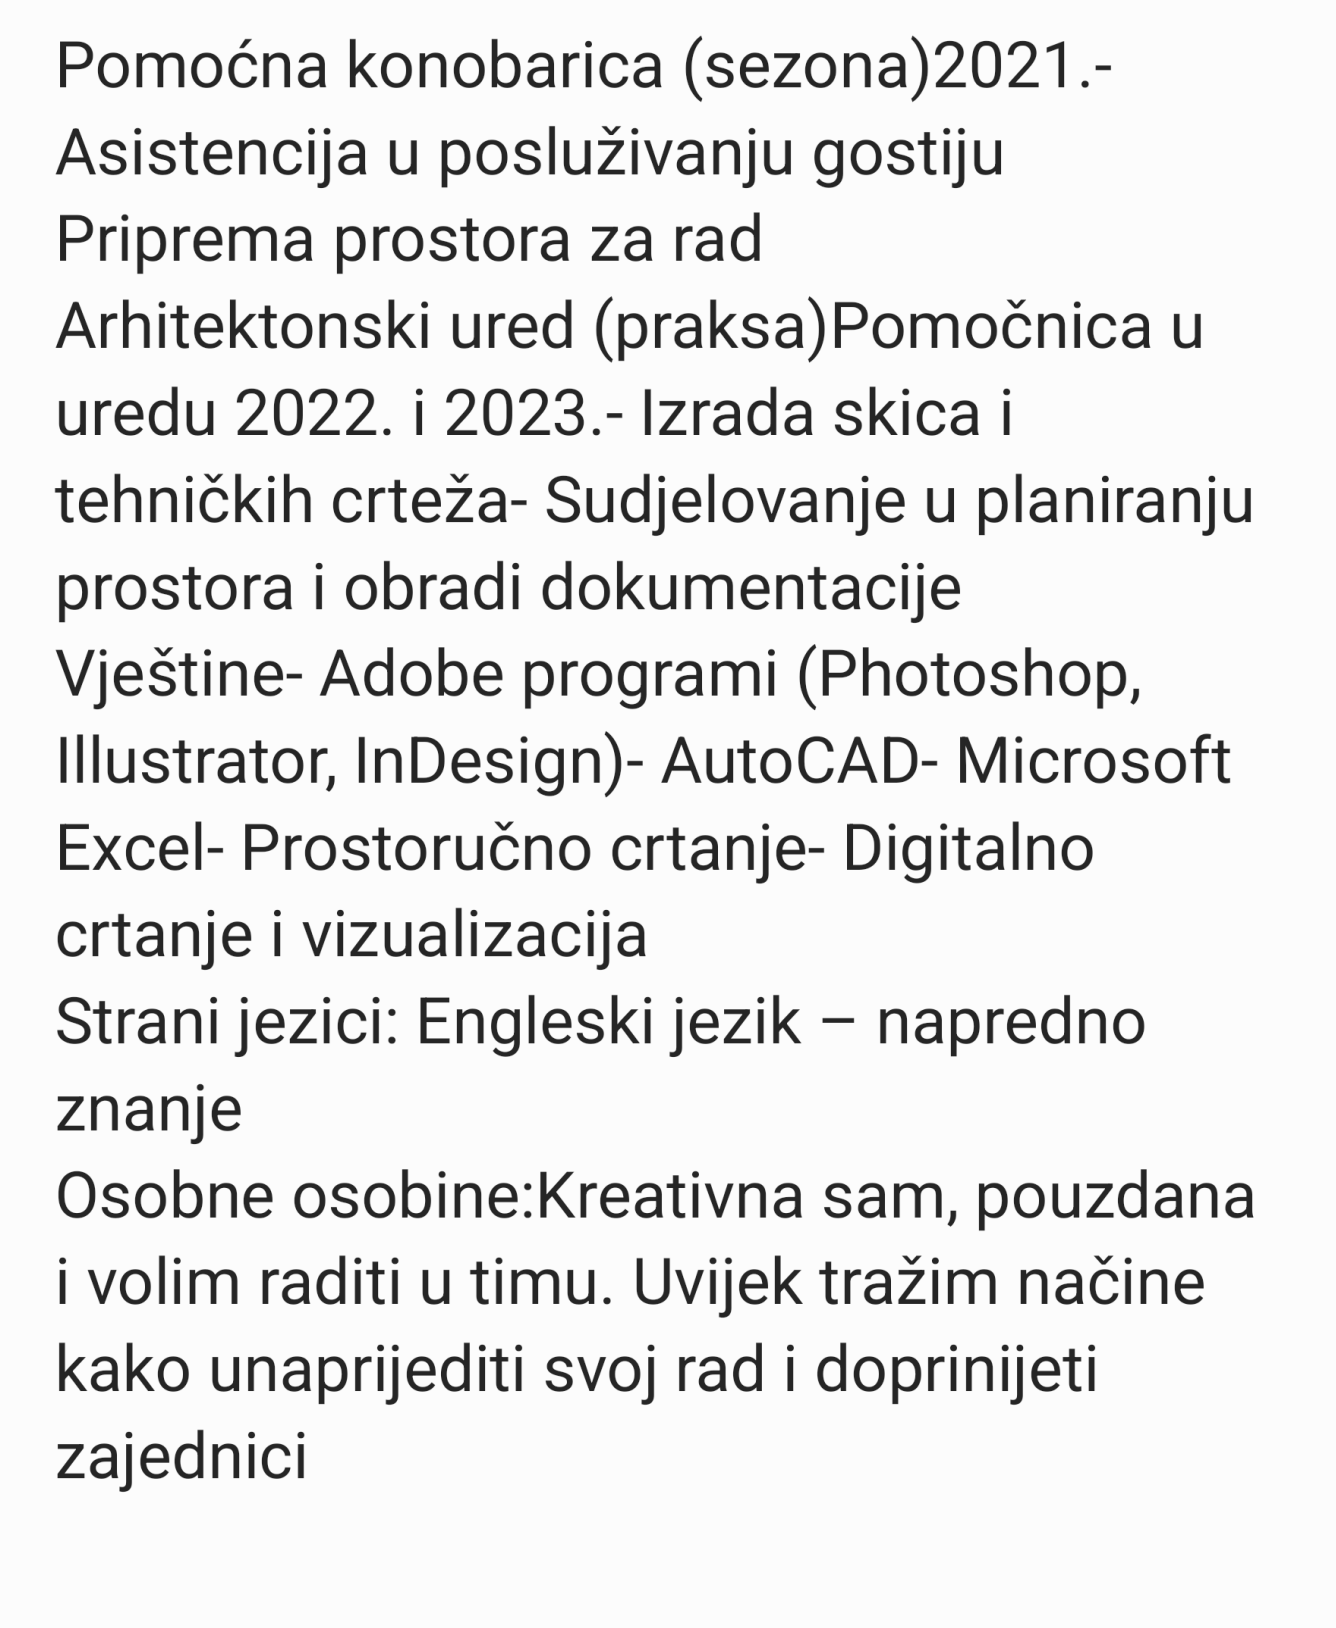 Pomoćna konobarica (sezona)2021.-
Asistencija u posluživanju gostiju
Priprema prostora za rad
Arhitektonski ured (praksa)Pomočnica u
uredu 2022. i 2023.- Izrada skica i
tehničkih crteža- Sudjelovanje u planiranju
prostora i obradi dokumentacije
Vještine- Adobe programi (Photoshop,
Illustrator, InDesign)- AutoCAD- Microsoft
Excel- Prostoručno crtanje- Digitalno
crtanje i vizualizacija
Strani jezici: Engleski jezik – napredno
znanje
Osobne osobine:Kreativna sam, pouzdana
i volim raditi u timu. Uvijek tražim načine
kako unaprijediti svoj rad i doprinijeti
zajednici